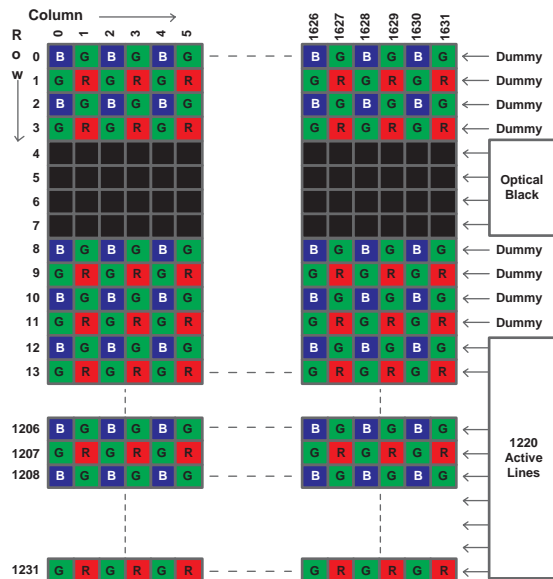 Column
Row
0 1 2 3 4 5 1626 1627 1628 1629 1630 1631
0 B G B G B G B G B G B G Dummy
1 G R G R G R G R G R G R Dummy
2 B G B G B G B G B G B G Dummy
3 G R G R G R G R G R G R Dummy
4
5
6
7
Optical
Black
8 B G B G B G B G B G B G Dummy
9 G R G R G R G R G R G R Dummy
10 B G B G B G B G B G B G Dummy
11 G R G R G R G R G R G R Dummy
12 B G B G B G B G B G B G
13 G R G R G R G R G R G R
1206 B G B G B G B G B G B G
1207 G R G R G R G R G R G R
1208 B G B G B G B G B G B G
1220
Active
Lines
1231 G R G R G R G R G R G R